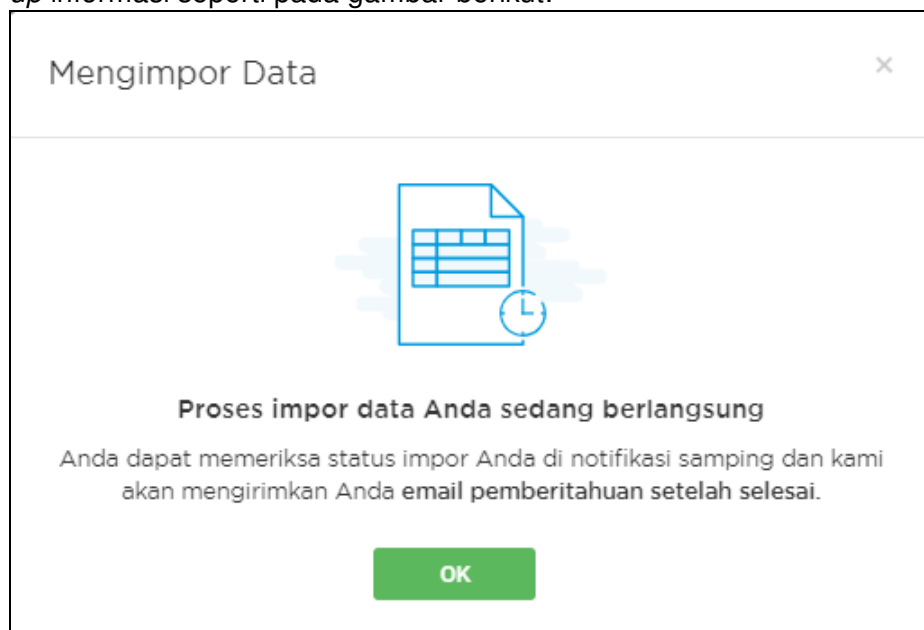 up informasi seperti pada gambar berikut.
Mengimpor Data
×
Proses impor data Anda sedang berlangsung
Anda dapat memeriksa status impor Anda di notifikasi samping dan kami
akan mengirimkan Anda email pemberitahuan setelah selesai.
OK